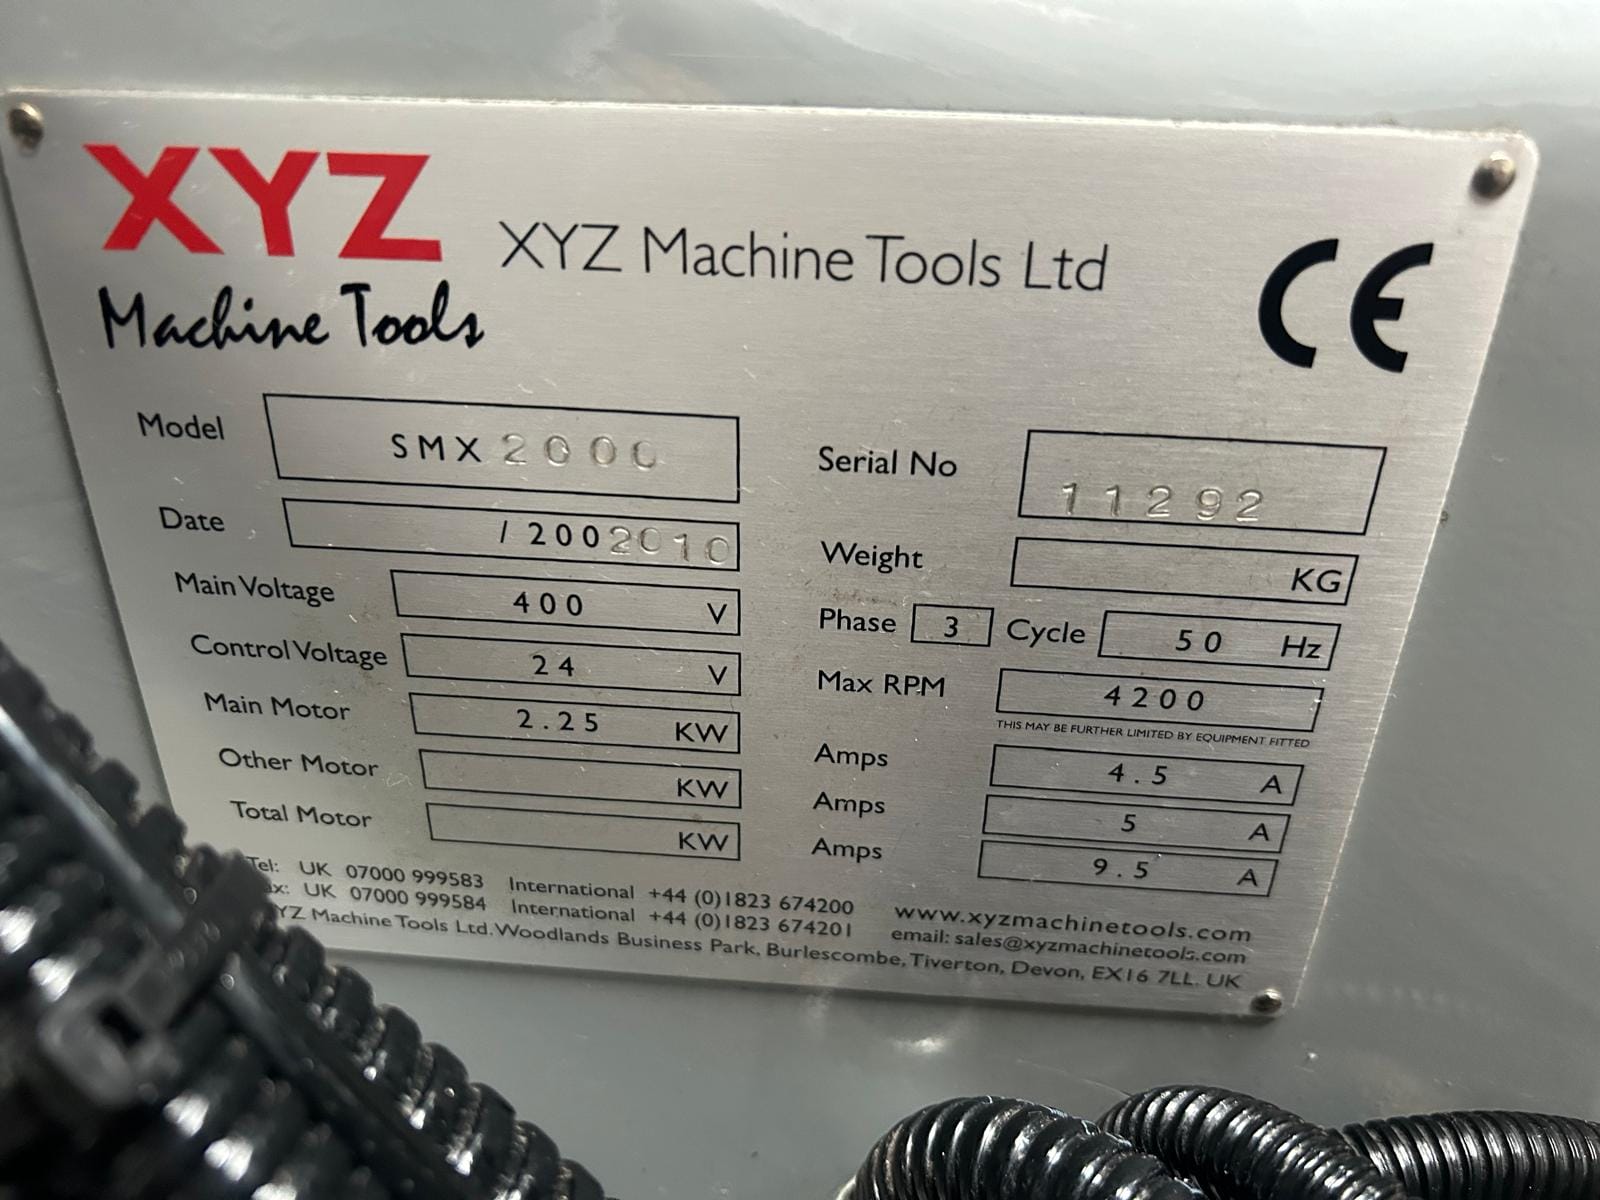 XYZ
Machine Tools
XYZ Machine Tools Ltd
CE
Model SMX 2000
Serial No 11292
Date / 200 2010
Weight KG
Main Voltage 400 V
Phase 3 Cycle 50 Hz
Control Voltage 24 V
Max RPM 4200
THIS MAY BE FURTHER LIMITED BY EQUIPMENT FITTED
Main Motor 2.25 KW
Amps 4.5 A
Other Motor KW
Amps 5 A
Total Motor KW
Amps 9.5 A
Tel: UK 07000 999583 International +44 (0)1823 674200
UK 07000 999584 International +44 (0)1823 674201
www.xyzmachinetools.com
email: sales@xyzmachinetools.com
Machine Tools Ltd. Woodlands Business Park, Burlescombe, Tiverton, Devon, EX16 7LL. UK